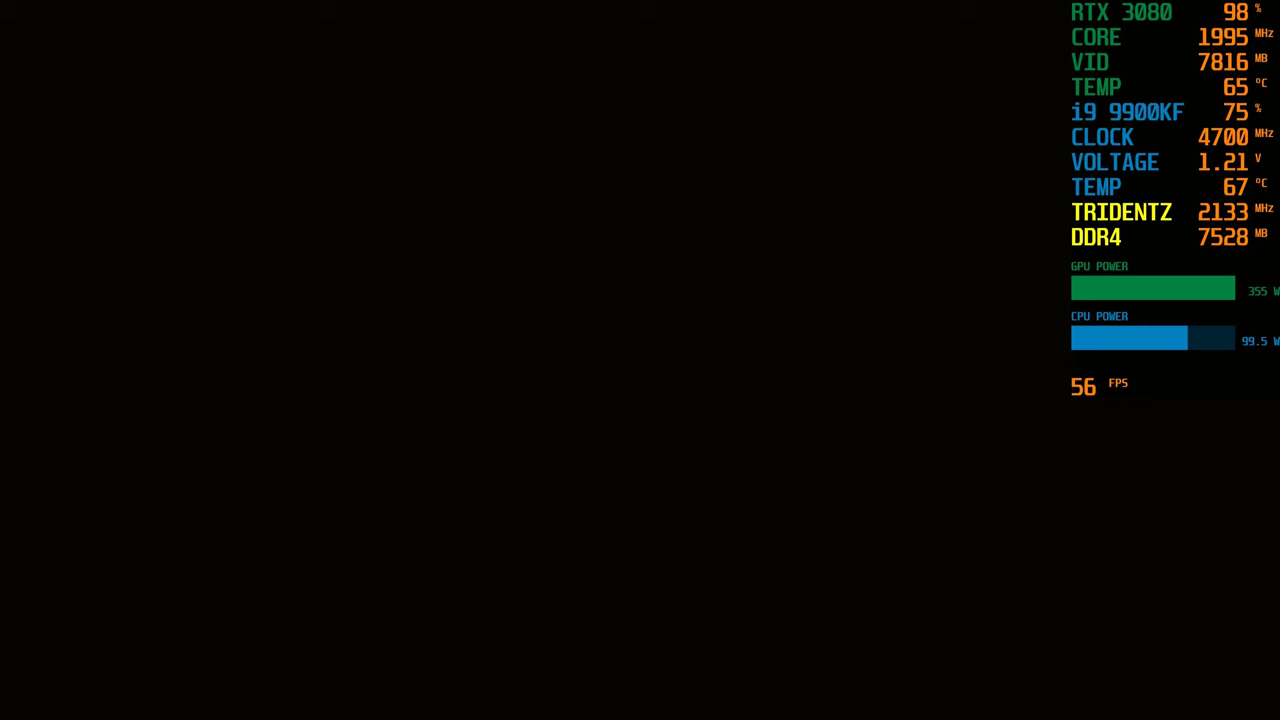 RTX 3080 98 %
CORE 1995 MHz
VID 7816 MB
TEMP 65 °C
i9 9900KF 75 %
CLOCK 4700 MHz
VOLTAGE 1.21 V
TEMP 67 °C
TRIDENTZ 2133 MHz
DDR4 7528 MB
GPU POWER
355 W
CPU POWER
99.5 W
56 FPS